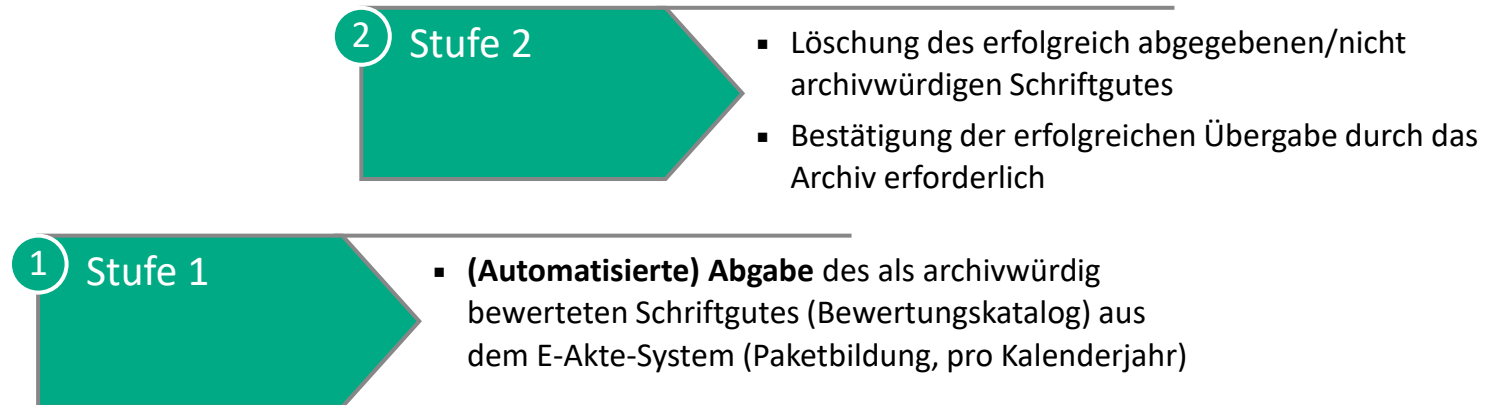 2 Stufe 2
▪ Löschung des erfolgreich abgegebenen/nicht
archivwürdigen Schriftgutes
▪ Bestätigung der erfolgreichen Übergabe durch das
Archiv erforderlich
1 Stufe 1
▪ (Automatisierte) Abgabe des als archivwürdig
bewerteten Schriftgutes (Bewertungskatalog) aus
dem E-Akte-System (Paketbildung, pro Kalenderjahr)